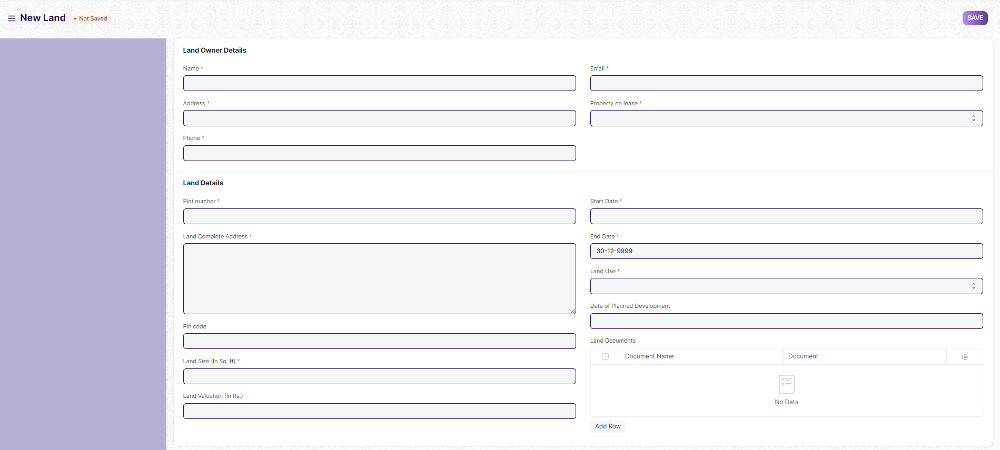 New Land
• Not Saved
SAVE
Land Owner Details
Name *
Email *
Address *
Property on lease *
Phone *
Land Details
Plot number *
Start Date *
Land Complete Address *
End Date *
30-12-9999
Land Use *
Date of Planned Development
Pin code
Land Documents
Document Name
Document
Land Size (In Sq. ft) *
Land Valuation (In Rs.)
No Data
Add Row